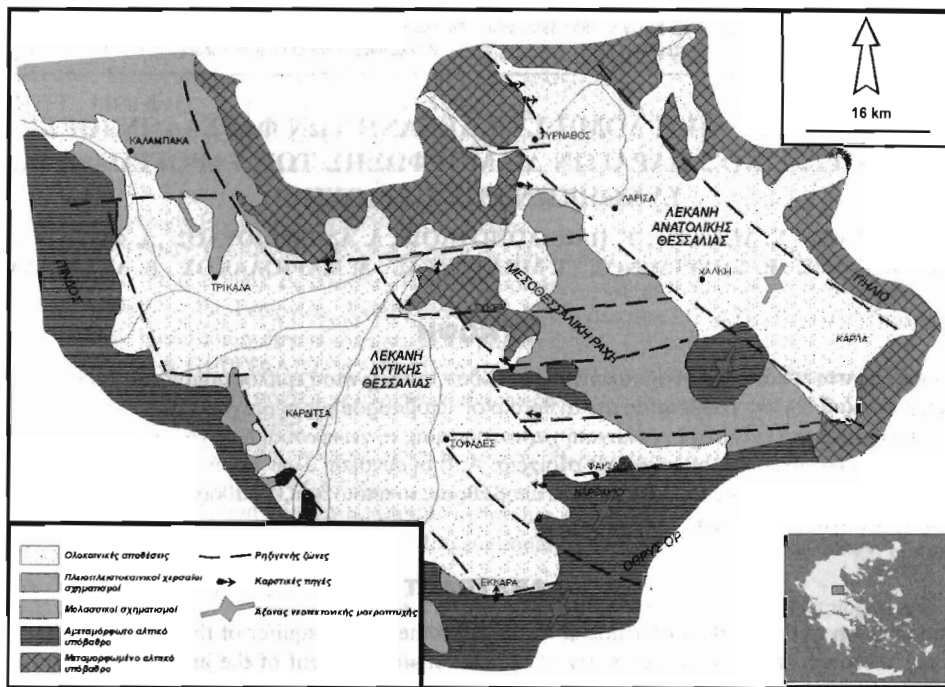 16 km
ΚΑΛΑΜΠΑΚΑ
ΤΥΡΝΑΒΟΣ
ΛΑΡΙΣΑ
ΛΕΚΑΝΗ
ΑΝΑΤΟΛΙΚΗΣ
ΘΕΣΣΑΛΙΑΣ
ΠΙΝΔΟΣ
ΤΡΙΚΑΛΑ
ΜΕΣΟΘΕΣΣΑΛΙΚΗ ΡΑΧΗ
ΧΑΛΚΗ
ΠΗΛΙΟ
ΚΑΡΛΑ
ΛΕΚΑΝΗ
ΔΥΤΙΚΗΣ
ΘΕΣΣΑΛΙΑΣ
ΚΑΡΔΙΤΣΑ
ΣΟΦΑΔΕΣ
ΝΑΡΘΑΚΙΟ
ΟΘΡΥΣ ΟΡ.
ΕΚΚΑΡΑ
Ολοκαινικές αποθέσεις
Πλειοπλειστοκαινικοί χερσαίοι
σχηματισμοί
Μολασσικοί σχηματισμοί
Αμεταμόρφωτο αλπικό
υπόβαθρο
Μεταμορφωμένο αλπικό
υπόβαθρο
Ρηξιγενής ζώνες
Καρστικές πηγές
Άξονας νεοτεκτονικής μακροπτυχής